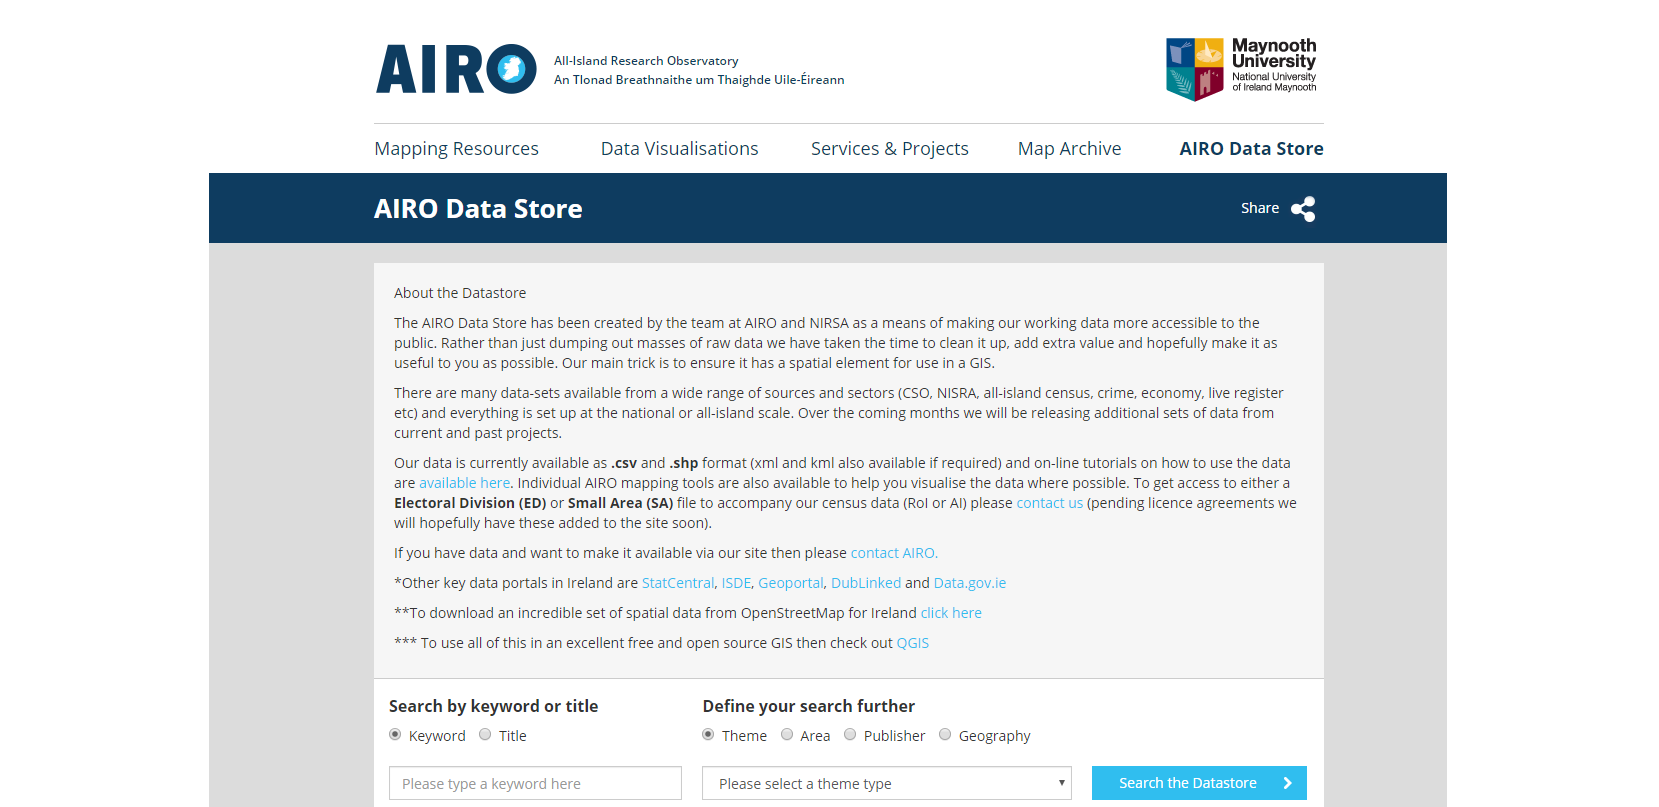 AIRO
All-Island Research Observatory
An Tlonad Breathnaithe um Thaighde Uile-Éireann
Maynooth
University
National University
of Ireland Maynooth
Mapping Resources
Data Visualisations
Services & Projects
Map Archive
AIRO Data Store
AIRO Data Store
Share
About the Datastore
The AIRO Data Store has been created by the team at AIRO and NIRSA as a means of making our working data more accessible to the
public. Rather than just dumping out masses of raw data we have taken the time to clean it up, add extra value and hopefully make it as
useful to you as possible. Our main trick is to ensure it has a spatial element for use in a GIS.
There are many data-sets available from a wide range of sources and sectors (CSO, NISRA, all-island census, crime, economy, live register
etc) and everything is set up at the national or all-island scale. Over the coming months we will be releasing additional sets of data from
current and past projects.
Our data is currently available as .csv and .shp format (xml and kml also available if required) and on-line tutorials on how to use the data
are available here. Individual AIRO mapping tools are also available to help you visualise the data where possible. To get access to either a
Electoral Division (ED) or Small Area (SA) file to accompany our census data (RoI or AI) please contact us (pending licence agreements we
will hopefully have these added to the site soon).
If you have data and want to make it available via our site then please contact AIRO.
*Other key data portals in Ireland are StatCentral, ISDE, Geoportal, DubLinked and Data.gov.ie
**To download an incredible set of spatial data from OpenStreetMap for Ireland click here
*** To use all of this in an excellent free and open source GIS then check out QGIS
Search by keyword or title
Keyword Title
Please type a keyword here
Define your search further
Theme Area Publisher Geography
Please select a theme type
Search the Datastore